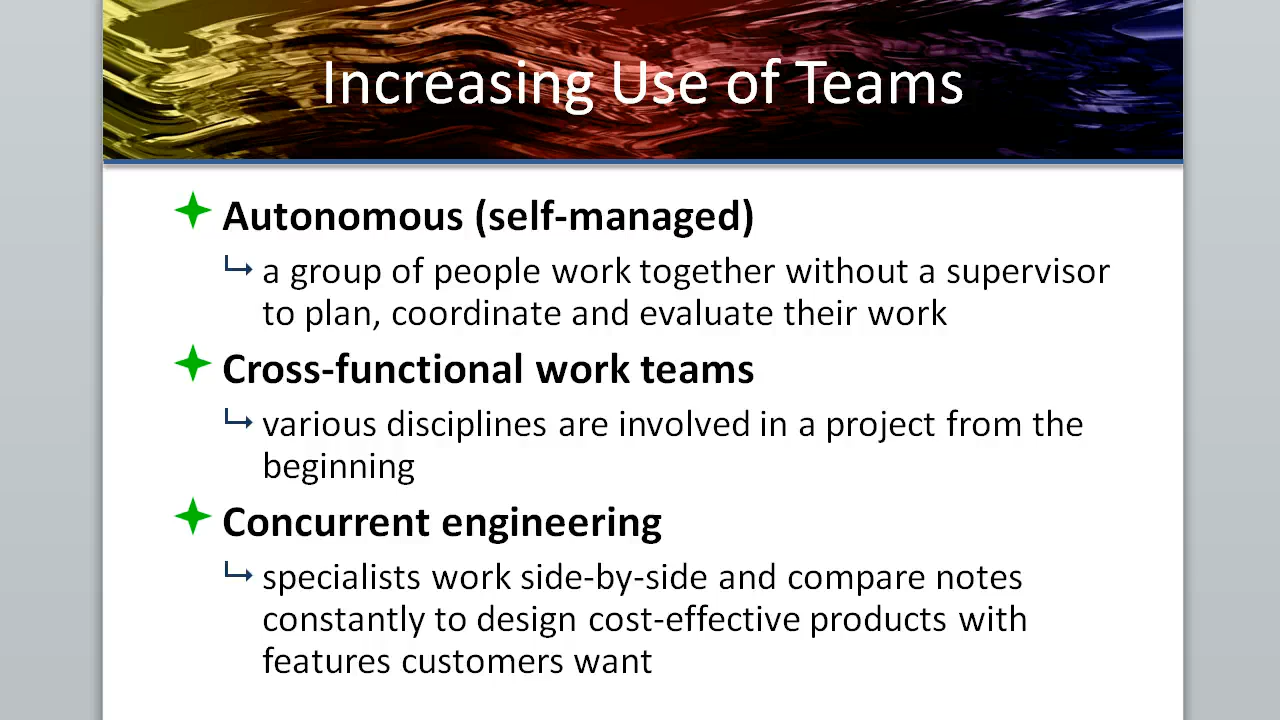 Increasing Use of Teams
Autonomous (self-managed)
a group of people work together without a supervisor
to plan, coordinate and evaluate their work
Cross-functional work teams
various disciplines are involved in a project from the
beginning
Concurrent engineering
specialists work side-by-side and compare notes
constantly to design cost-effective products with
features customers want